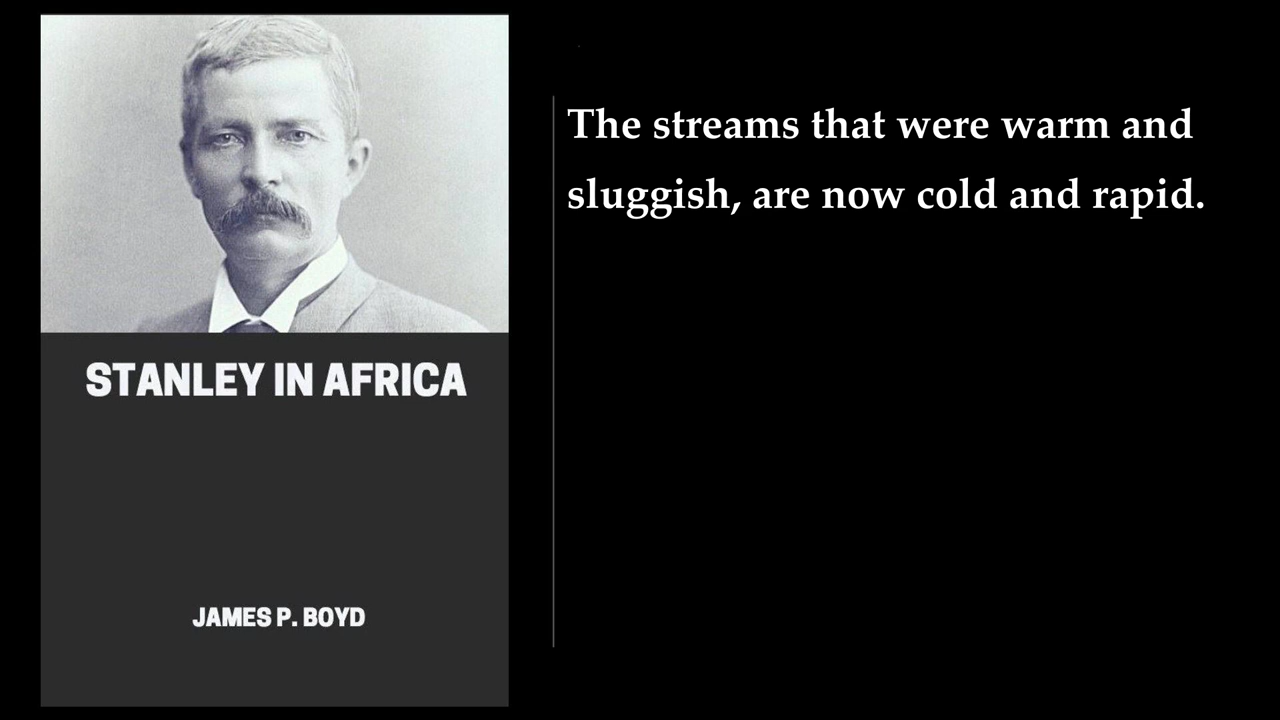 STANLEY IN AFRICA
JAMES P. BOYD
The streams that were warm and
sluggish, are now cold and rapid.